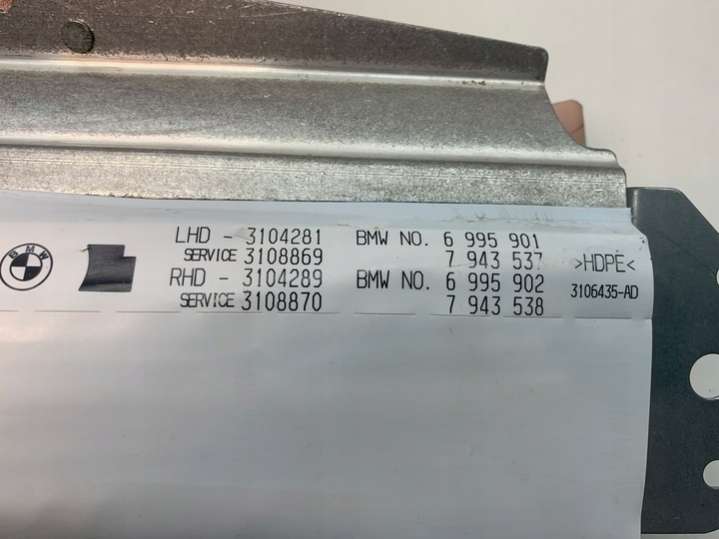 BMW
LHD - 3104281 BMW NO. 6 995 901
SERVICE 3108869 7 943 537
RHD - 3104289 BMW NO. 6 995 902
SERVICE 3108870 7 943 538
>HDPE<
3106435-AD